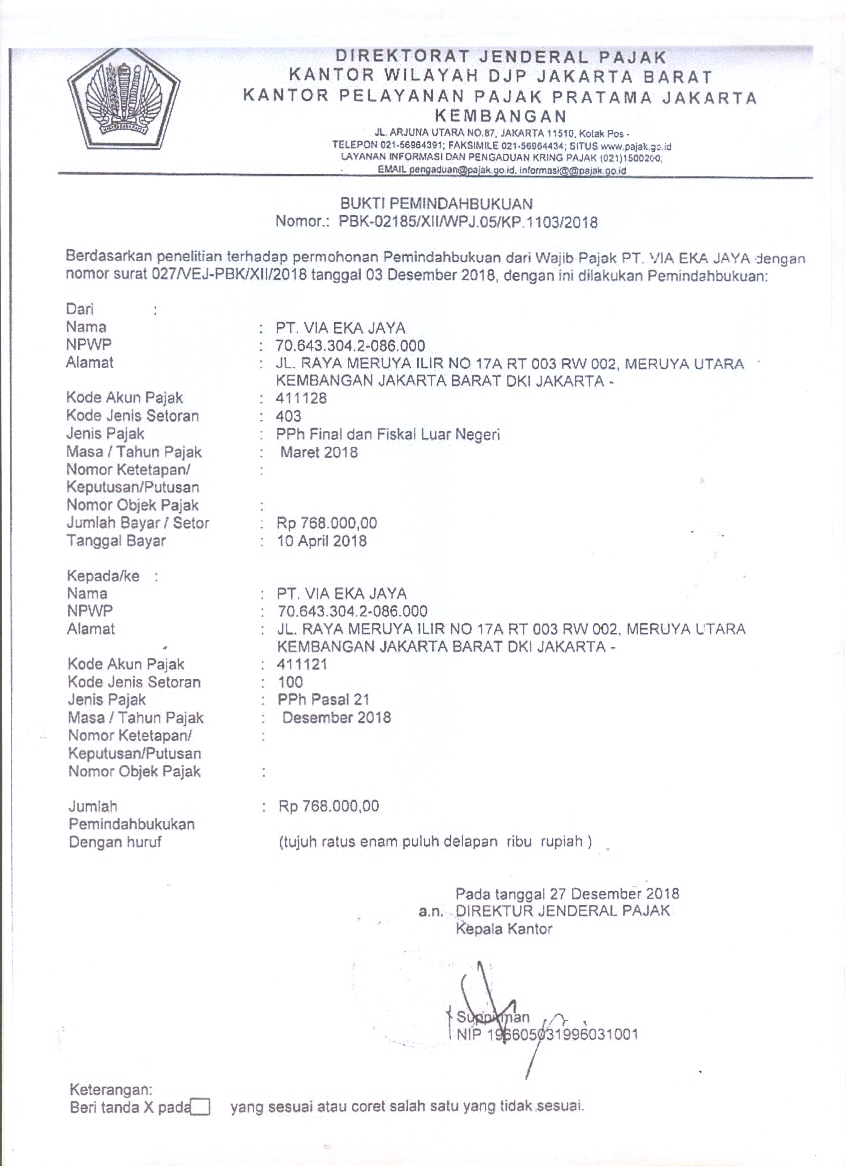 DIREKTORAT JENDERAL PAJAK
KANTOR WILAYAH DJP JAKARTA BARAT
KANTOR PELAYANAN PAJAK PRATAMA JAKARTA
KEMBANGAN
JL. ARJUNA UTARA NO.87, JAKARTA 11510, Kotak Pos -
TELEPON 021-56964391; FAKSIMILE 021-56964434; SITUS www.pajak.go.id
LAYANAN INFORMASI DAN PENGADUAN KRING PAJAK (021)1500200;
EMAIL pengaduan@pajak.go.id, informasi@@pajak.go.id
BUKTI PEMINDAHBUKUAN
Nomor.: PBK-02185/XII/WPJ.05/KP.1103/2018
Berdasarkan penelitian terhadap permohonan Pemindahbukuan dari Wajib Pajak PT. VIA EKA JAYA dengan
nomor surat 027/VEJ-PBK/XII/2018 tanggal 03 Desember 2018, dengan ini dilakukan Pemindahbukuan:
Dari :
Nama : PT. VIA EKA JAYA
NPWP : 70.643.304.2-086.000
Alamat : JL. RAYA MERUYA ILIR NO 17A RT 003 RW 002, MERUYA UTARA
KEMBANGAN JAKARTA BARAT DKI JAKARTA -
Kode Akun Pajak : 411128
Kode Jenis Setoran : 403
Jenis Pajak : PPh Final dan Fiskal Luar Negeri
Masa / Tahun Pajak : Maret 2018
Nomor Ketetapan/ :
Keputusan/Putusan
Nomor Objek Pajak :
Jumlah Bayar / Setor : Rp 768.000,00
Tanggal Bayar : 10 April 2018
Kepada/ke :
Nama : PT. VIA EKA JAYA
NPWP : 70.643.304.2-086.000
Alamat : JL. RAYA MERUYA ILIR NO 17A RT 003 RW 002, MERUYA UTARA
KEMBANGAN JAKARTA BARAT DKI JAKARTA -
Kode Akun Pajak : 411121
Kode Jenis Setoran : 100
Jenis Pajak : PPh Pasal 21
Masa / Tahun Pajak : Desember 2018
Nomor Ketetapan/ :
Keputusan/Putusan
Nomor Objek Pajak :
Jumlah : Rp 768.000,00
Pemindahbukukan
Dengan huruf (tujuh ratus enam puluh delapan ribu rupiah )
Pada tanggal 27 Desember 2018
a.n. DIREKTUR JENDERAL PAJAK
Kepala Kantor
NIP 196605031996031001
Keterangan:
Beri tanda X pada yang sesuai atau coret salah satu yang tidak sesuai.